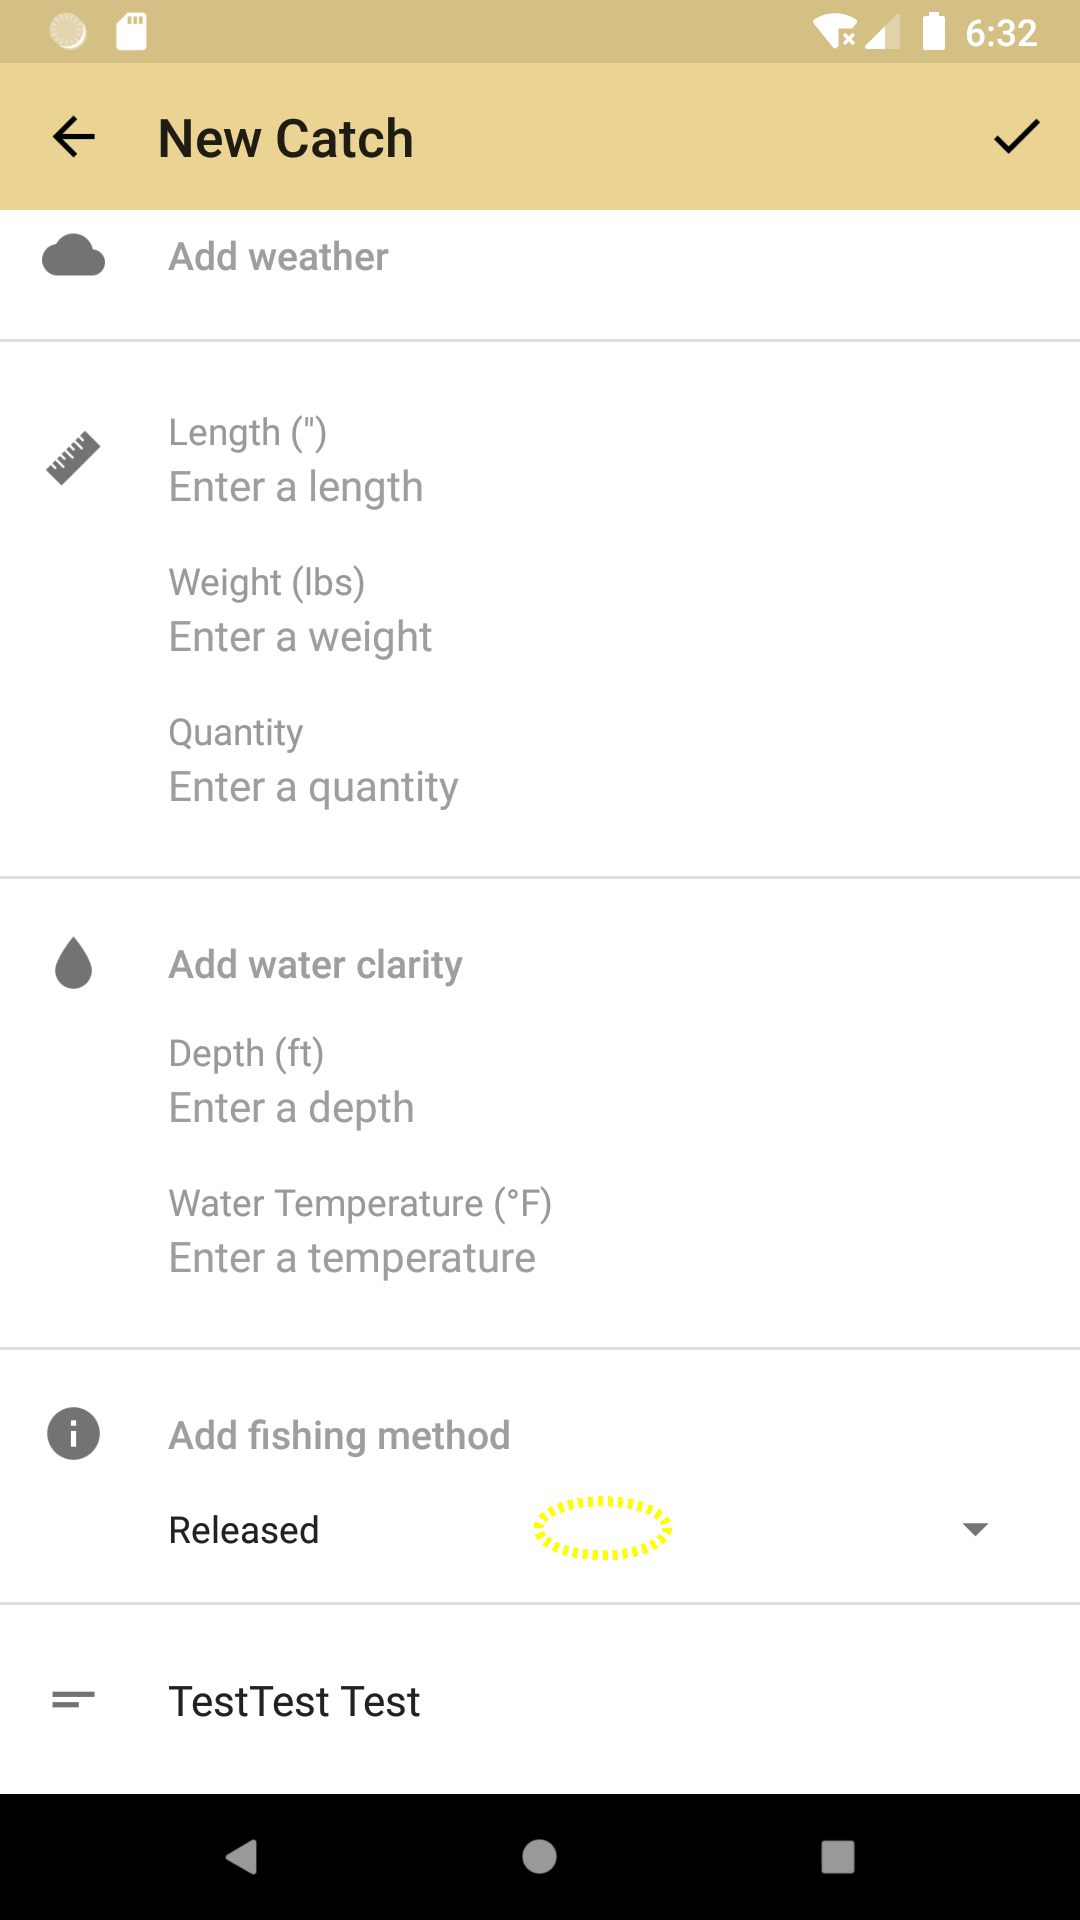 6:32
New Catch
Add weather
Length (")
Enter a length
Weight (lbs)
Enter a weight
Quantity
Enter a quantity
Add water clarity
Depth (ft)
Enter a depth
Water Temperature (°F)
Enter a temperature
Add fishing method
Released
TestTest Test